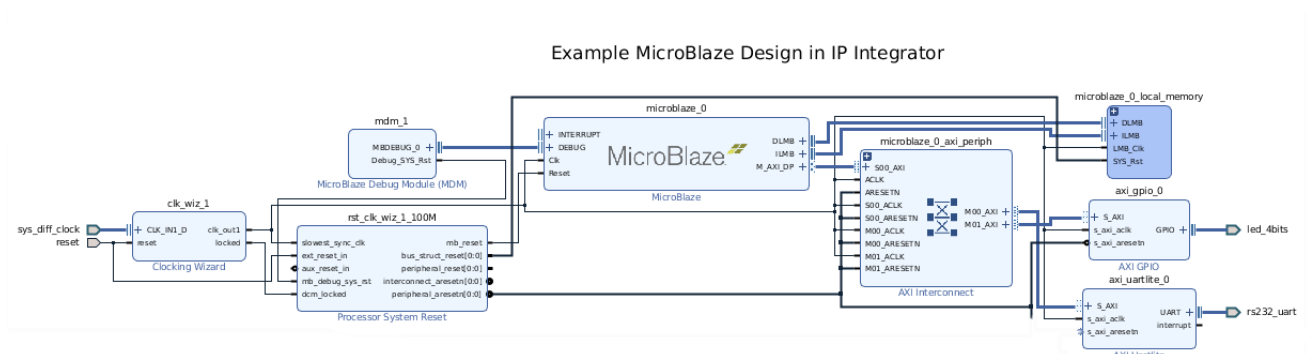 Example MicroBlaze Design in IP Integrator
microblaze_0_local_memory
DLMB
ILMB
LMB_Clk
SYS_Rst
microblaze_0
INTERRUPT
DEBUG
Clk
Reset
MicroBlaze
DLMB
ILMB
M_AXI_DP
MicroBlaze
mdm_1
MBDEBUG_0
Debug_SYS_Rst
MicroBlaze Debug Module (MDM)
microblaze_0_axi_periph
S00_AXI
ACLK
ARESETN
S00_ACLK
S00_ARESETN
M00_ACLK
M00_ARESETN
M01_ACLK
M01_ARESETN
M00_AXI
M01_AXI
AXI Interconnect
clk_wiz_1
sys_diff_clock
reset
CLK_IN1_D
reset
clk_out1
locked
Clocking Wizard
rst_clk_wiz_1_100M
slowest_sync_clk
ext_reset_in
aux_reset_in
mb_debug_sys_rst
dcm_locked
mb_reset
bus_struct_reset[0:0]
peripheral_reset[0:0]
interconnect_aresetn[0:0]
peripheral_aresetn[0:0]
Processor System Reset
axi_gpio_0
S_AXI
s_axi_aclk
s_axi_aresetn
GPIO
led_4bits
AXI GPIO
axi_uartlite_0
S_AXI
s_axi_aclk
s_axi_aresetn
UART
interrupt
rs232_uart